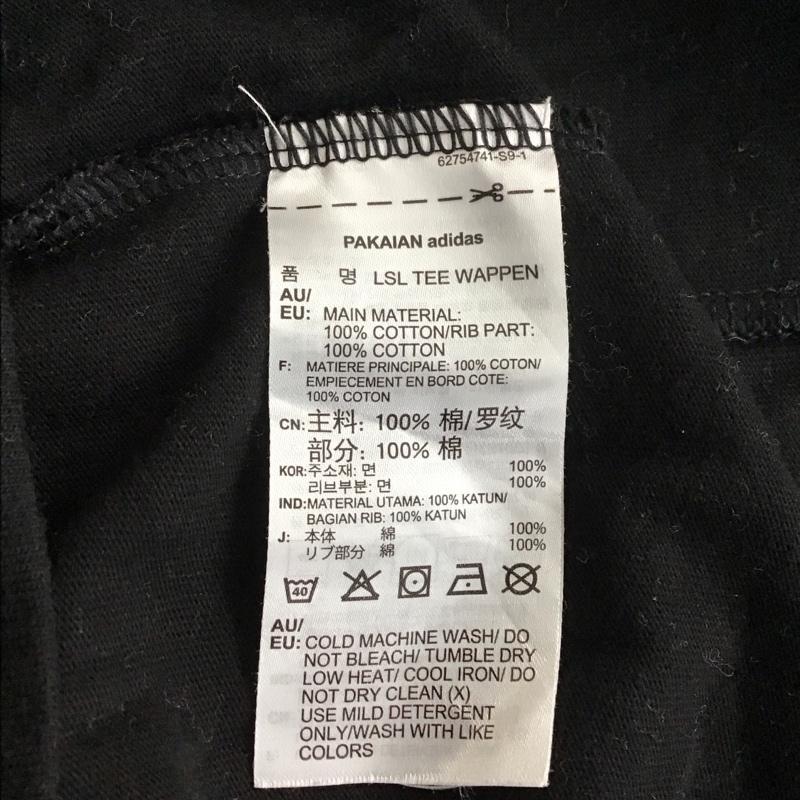 62754741-S9-1
PAKAIAN adidas
품 명 LSL TEE WAPPEN
AU/
EU: MAIN MATERIAL:
100% COTTON/RIB PART:
100% COTTON
F: MATIERE PRINCIPALE: 100% COTON/
EMPIECEMENT EN BORD COTE:
100% COTON
CN: 主料: 100% 棉/罗纹
部分: 100% 棉
KOR: 주소재: 면 100%
리브부분: 면 100%
IND: MATERIAL UTAMA: 100% KATUN/
BAGIAN RIB: 100% KATUN
J: 本体 綿 100%
リブ部分 綿 100%
40
AU/
EU: COLD MACHINE WASH/ DO
NOT BLEACH/ TUMBLE DRY
LOW HEAT/ COOL IRON/ DO
NOT DRY CLEAN (X)
USE MILD DETERGENT
ONLY/WASH WITH LIKE
COLORS